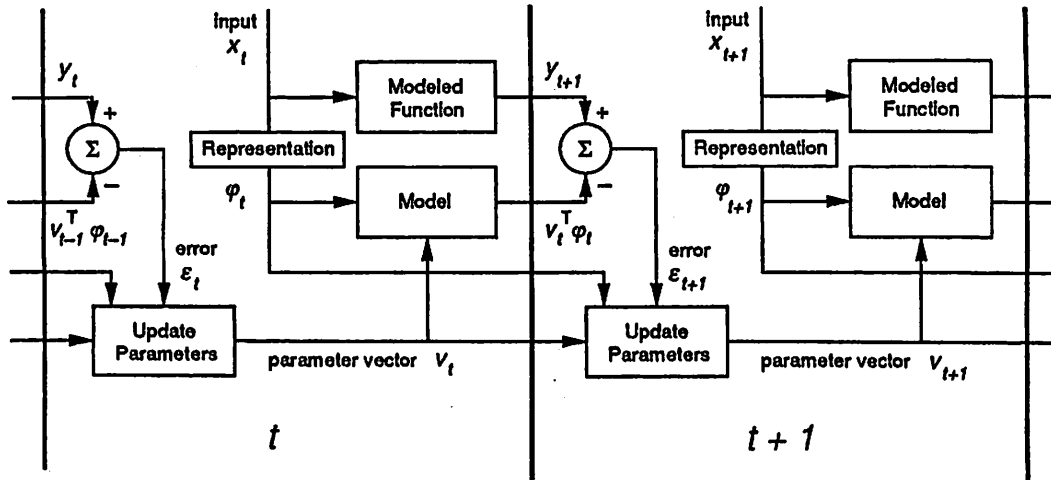 input
x_t
y_t
+
Σ
−
Modeled
Function
Representation
φ_t
Model
v_{t−1}^T φ_{t−1}
error
ε_t
Update
Parameters
parameter vector v_t
t
input
x_{t+1}
y_{t+1}
+
Σ
−
Modeled
Function
Representation
φ_{t+1}
Model
v_t^T φ_t
error
ε_{t+1}
Update
Parameters
parameter vector v_{t+1}
t + 1